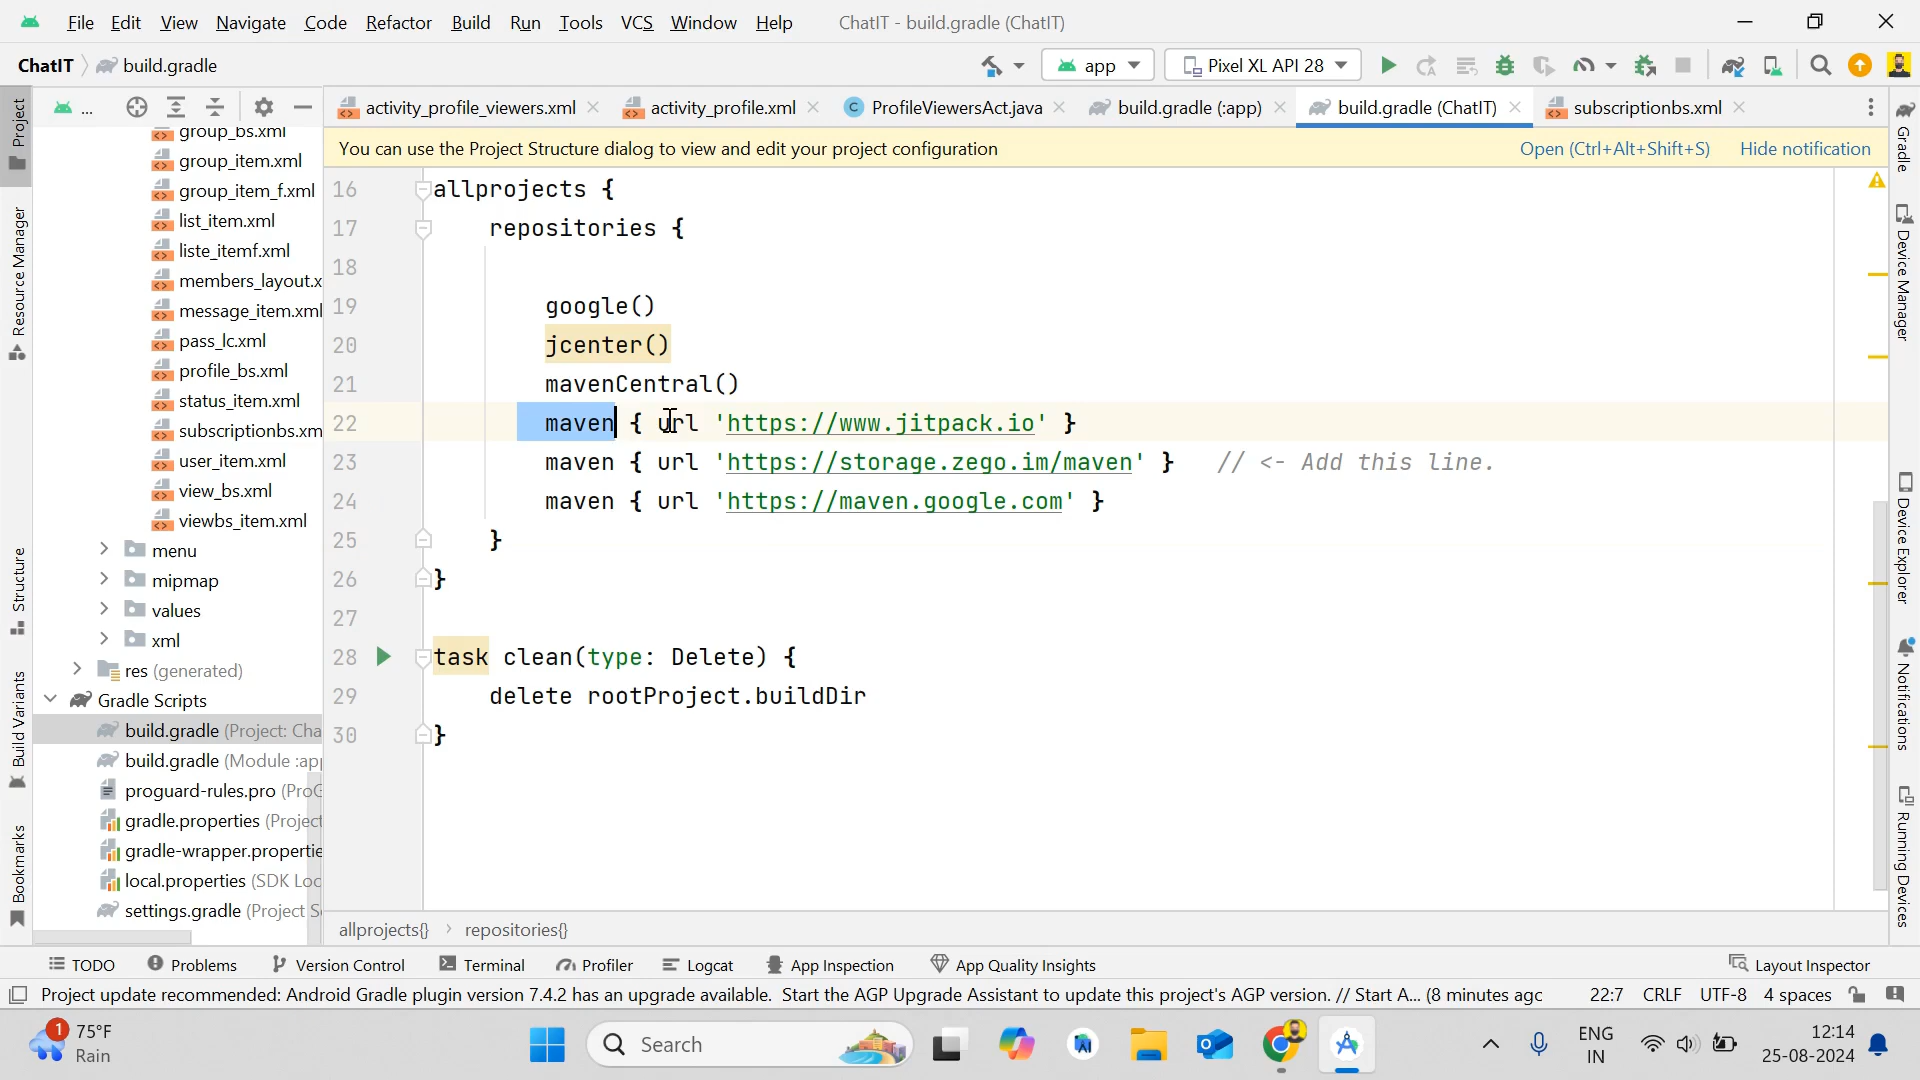 File Edit View Navigate Code Refactor Build Run Tools VCS Window Help ChatIT - build.gradle (ChatIT)
ChatIT build.gradle app Pixel XL API 28
... activity_profile_viewers.xml activity_profile.xml ProfileViewersAct.java build.gradle (:app) build.gradle (ChatIT) subscriptionbs.xml
You can use the Project Structure dialog to view and edit your project configuration Open (Ctrl+Alt+Shift+S) Hide notification
Project
Resource Manager
Structure
Build Variants
Bookmarks
group_bs.xml
group_item.xml
group_item_f.xml
list_item.xml
liste_itemf.xml
members_layout.x
message_item.xml
pass_lc.xml
profile_bs.xml
status_item.xml
subscriptionbs.xm
user_item.xml
view_bs.xml
viewbs_item.xml
menu
mipmap
values
xml
res (generated)
Gradle Scripts
build.gradle (Project: Cha
build.gradle (Module :app
proguard-rules.pro (ProG
gradle.properties (Project
gradle-wrapper.propertie
local.properties (SDK Loc
settings.gradle (Project S
16 allprojects {
17 repositories {
18
19 google()
20 jcenter()
21 mavenCentral()
22 maven { url 'https://www.jitpack.io' }
23 maven { url 'https://storage.zego.im/maven' } // <- Add this line.
24 maven { url 'https://maven.google.com' }
25 }
26 }
27
28 task clean(type: Delete) {
29 delete rootProject.buildDir
30 }
allprojects{} repositories{}
Gradle
Device Manager
Device Explorer
Notifications
Running Devices
TODO Problems Version Control Terminal Profiler Logcat App Inspection App Quality Insights Layout Inspector
Project update recommended: Android Gradle plugin version 7.4.2 has an upgrade available. Start the AGP Upgrade Assistant to update this project's AGP version. // Start A... (8 minutes agc 22:7 CRLF UTF-8 4 spaces
1 75°F
Rain
Search
ENG
IN
12:14
25-08-2024